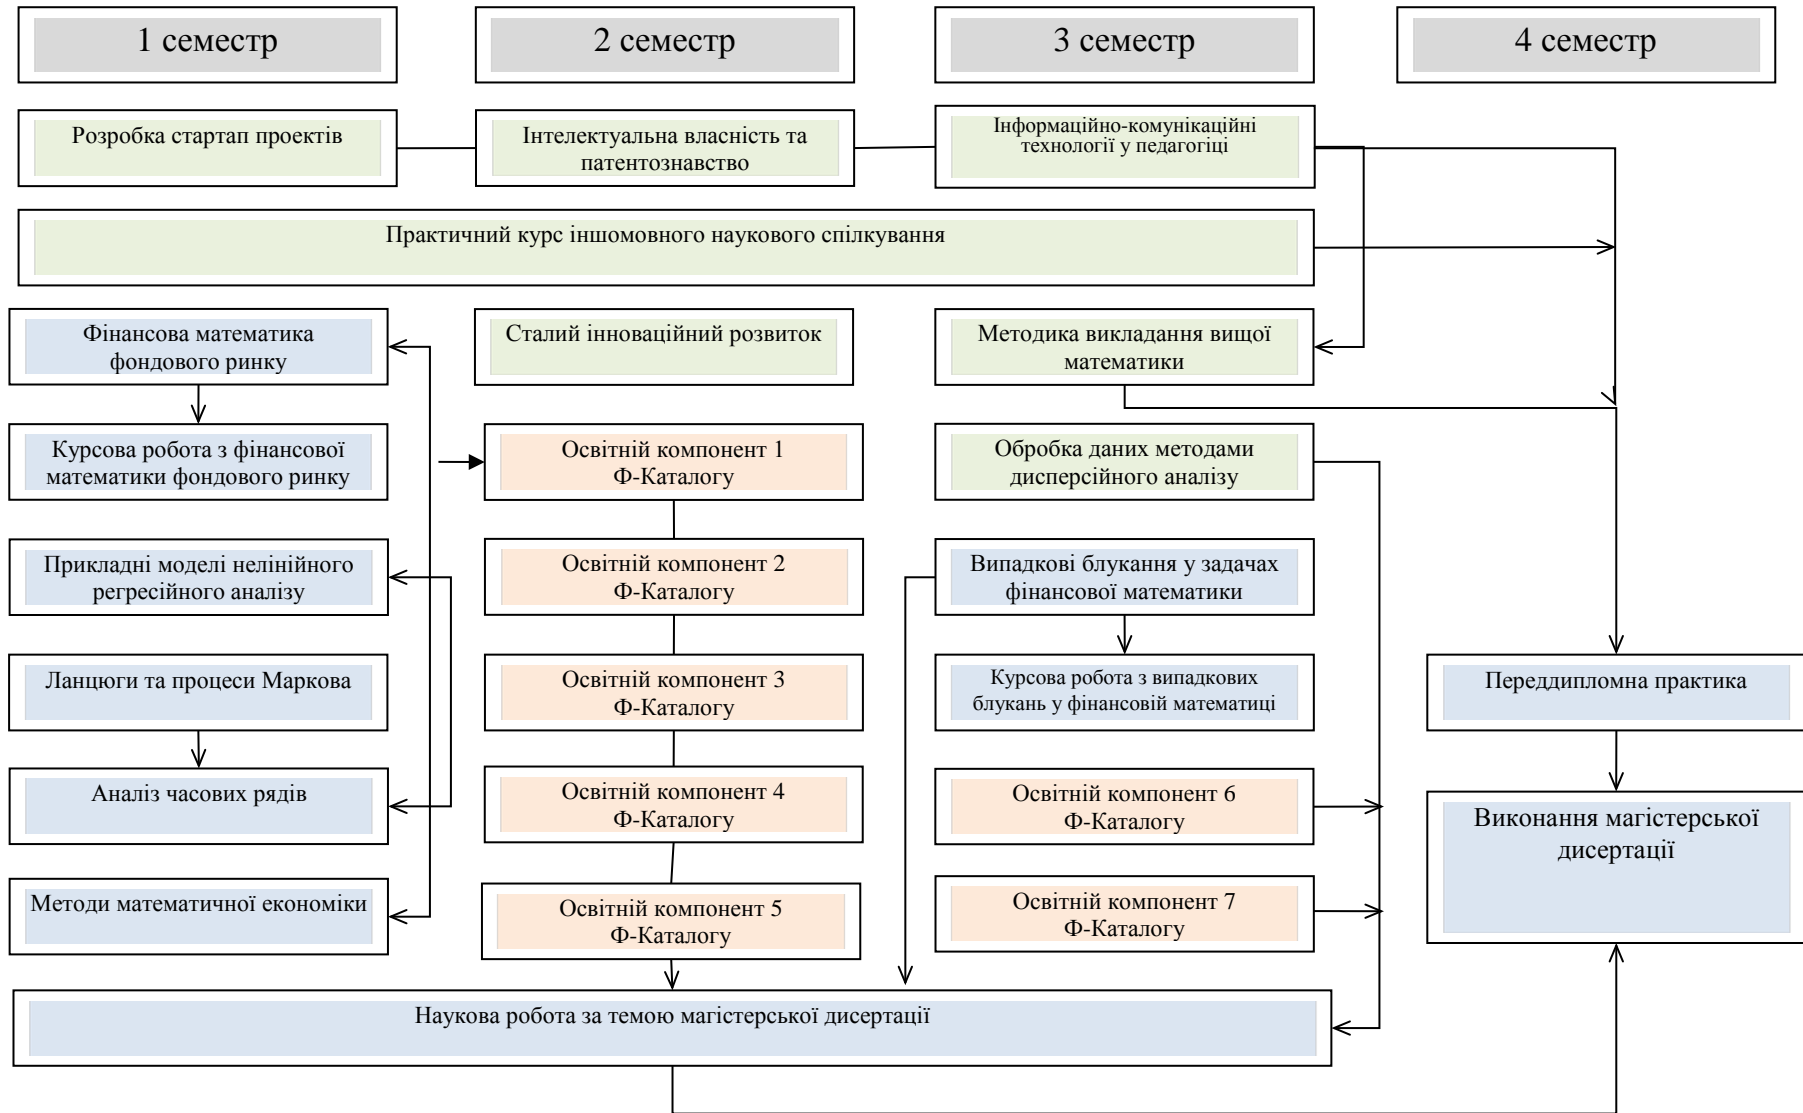 1 семестр
2 семестр
3 семестр
4 семестр
Розробка стартап проектів
Інтелектуальна власність та
патентознавство
Інформаційно-комунікаційні
технології у педагогіці
Практичний курс іншомовного наукового спілкування
Фінансова математика
фондового ринку
Сталий інноваційний розвиток
Методика викладання вищої
математики
Курсова робота з фінансової
математики фондового ринку
Освітній компонент 1
Ф-Каталогу
Обробка даних методами
дисперсійного аналізу
Прикладні моделі нелінійного
регресійного аналізу
Освітній компонент 2
Ф-Каталогу
Випадкові блукання у задачах
фінансової математики
Ланцюги та процеси Маркова
Освітній компонент 3
Ф-Каталогу
Курсова робота з випадкових
блукань у фінансовій математиці
Переддипломна практика
Аналіз часових рядів
Освітній компонент 4
Ф-Каталогу
Освітній компонент 6
Ф-Каталогу
Виконання магістерської
дисертації
Методи математичної економіки
Освітній компонент 5
Ф-Каталогу
Освітній компонент 7
Ф-Каталогу
Наукова робота за темою магістерської дисертації